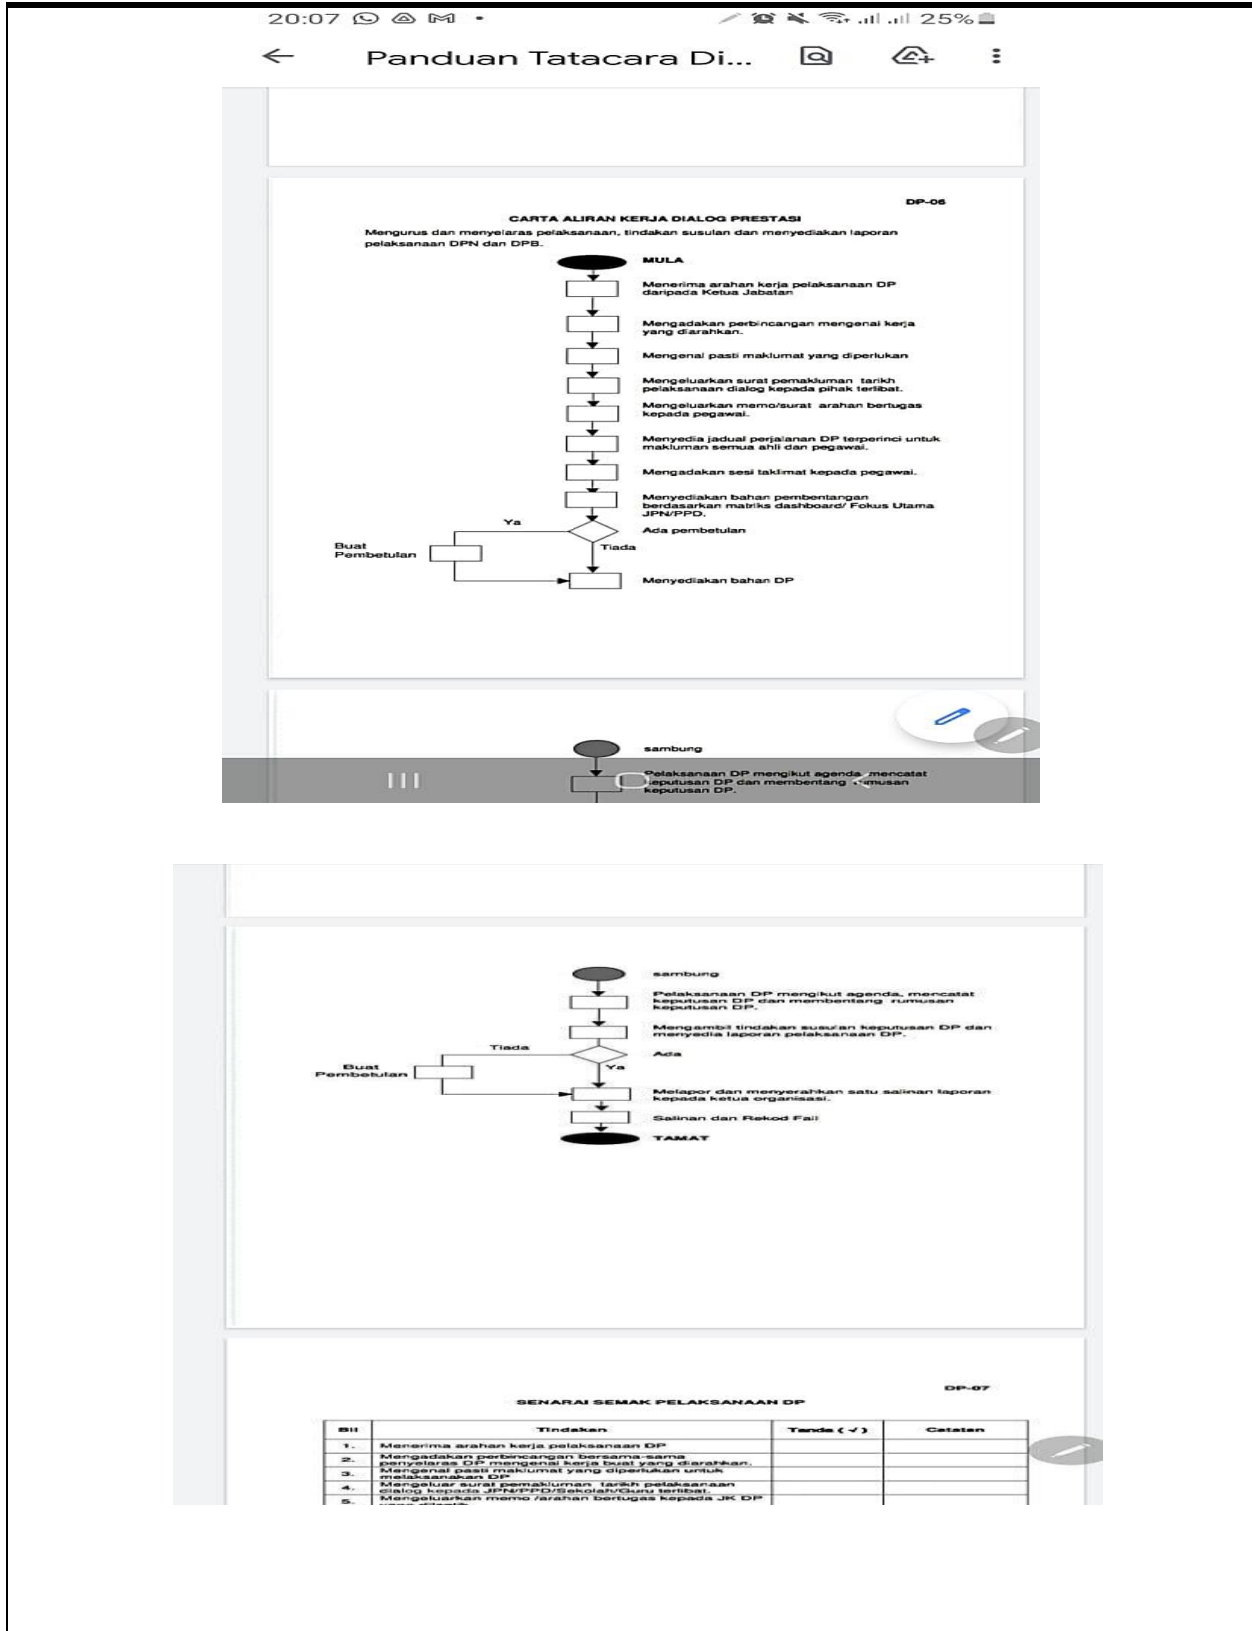 20:07
25%
Panduan Tatacara Di...
DP-06
CARTA ALIRAN KERJA DIALOG PRESTASI
Mengurus dan menyelaras pelaksanaan, tindakan susulan dan menyediakan laporan
pelaksanaan DPN dan DPB.
MULA
Menerima arahan kerja pelaksanaan DP
daripada Ketua Jabatan
Mengadakan perbincangan mengenai kerja
yang diarahkan.
Mengenal pasti maklumat yang diperlukan
Mengeluarkan surat pemakluman tarikh
pelaksanaan dialog kepada pihak terlibat.
Mengeluarkan memo/surat arahan bertugas
kepada pegawai.
Menyedia jadual perjalanan DP terperinci untuk
makluman semua ahli dan pegawai.
Mengadakan sesi taklimat kepada pegawai.
Menyediakan bahan pembentangan
berdasarkan matriks dashboard/ Fokus Utama
JPN/PPD.
Ya
Ada pembetulan
Tiada
Buat
Pembetulan
Menyediakan bahan DP
sambung
Pelaksanaan DP mengikut agenda, mencatat
keputusan DP dan membentang rumusan
keputusan DP.
sambung
Pelaksanaan DP mengikut agenda, mencatat
keputusan DP dan membentang rumusan
keputusan DP.
Mengambil tindakan susulan keputusan DP dan
menyedia laporan pelaksanaan DP.
Tiada
Ada
Ya
Buat
Pembetulan
Melapor dan menyerahkan satu salinan laporan
kepada ketua organisasi.
Salinan dan Rekod Fail
TAMAT
DP-07
SENARAI SEMAK PELAKSANAAN DP
Bil Tindakan Tanda ( √ ) Catatan
1. Menerima arahan kerja pelaksanaan DP
2. Mengadakan perbincangan bersama-sama
penyelaras DP mengenai kerja buat yang diarahkan.
3. Mengenal pasti maklumat yang diperlukan untuk
melaksanakan DP
4. Mengeluar surat pemakluman tarikh pelaksanaan
dialog kepada JPN/PPD/Sekolah/Guru terlibat.
5. Mengeluarkan memo /arahan bertugas kepada JK DP